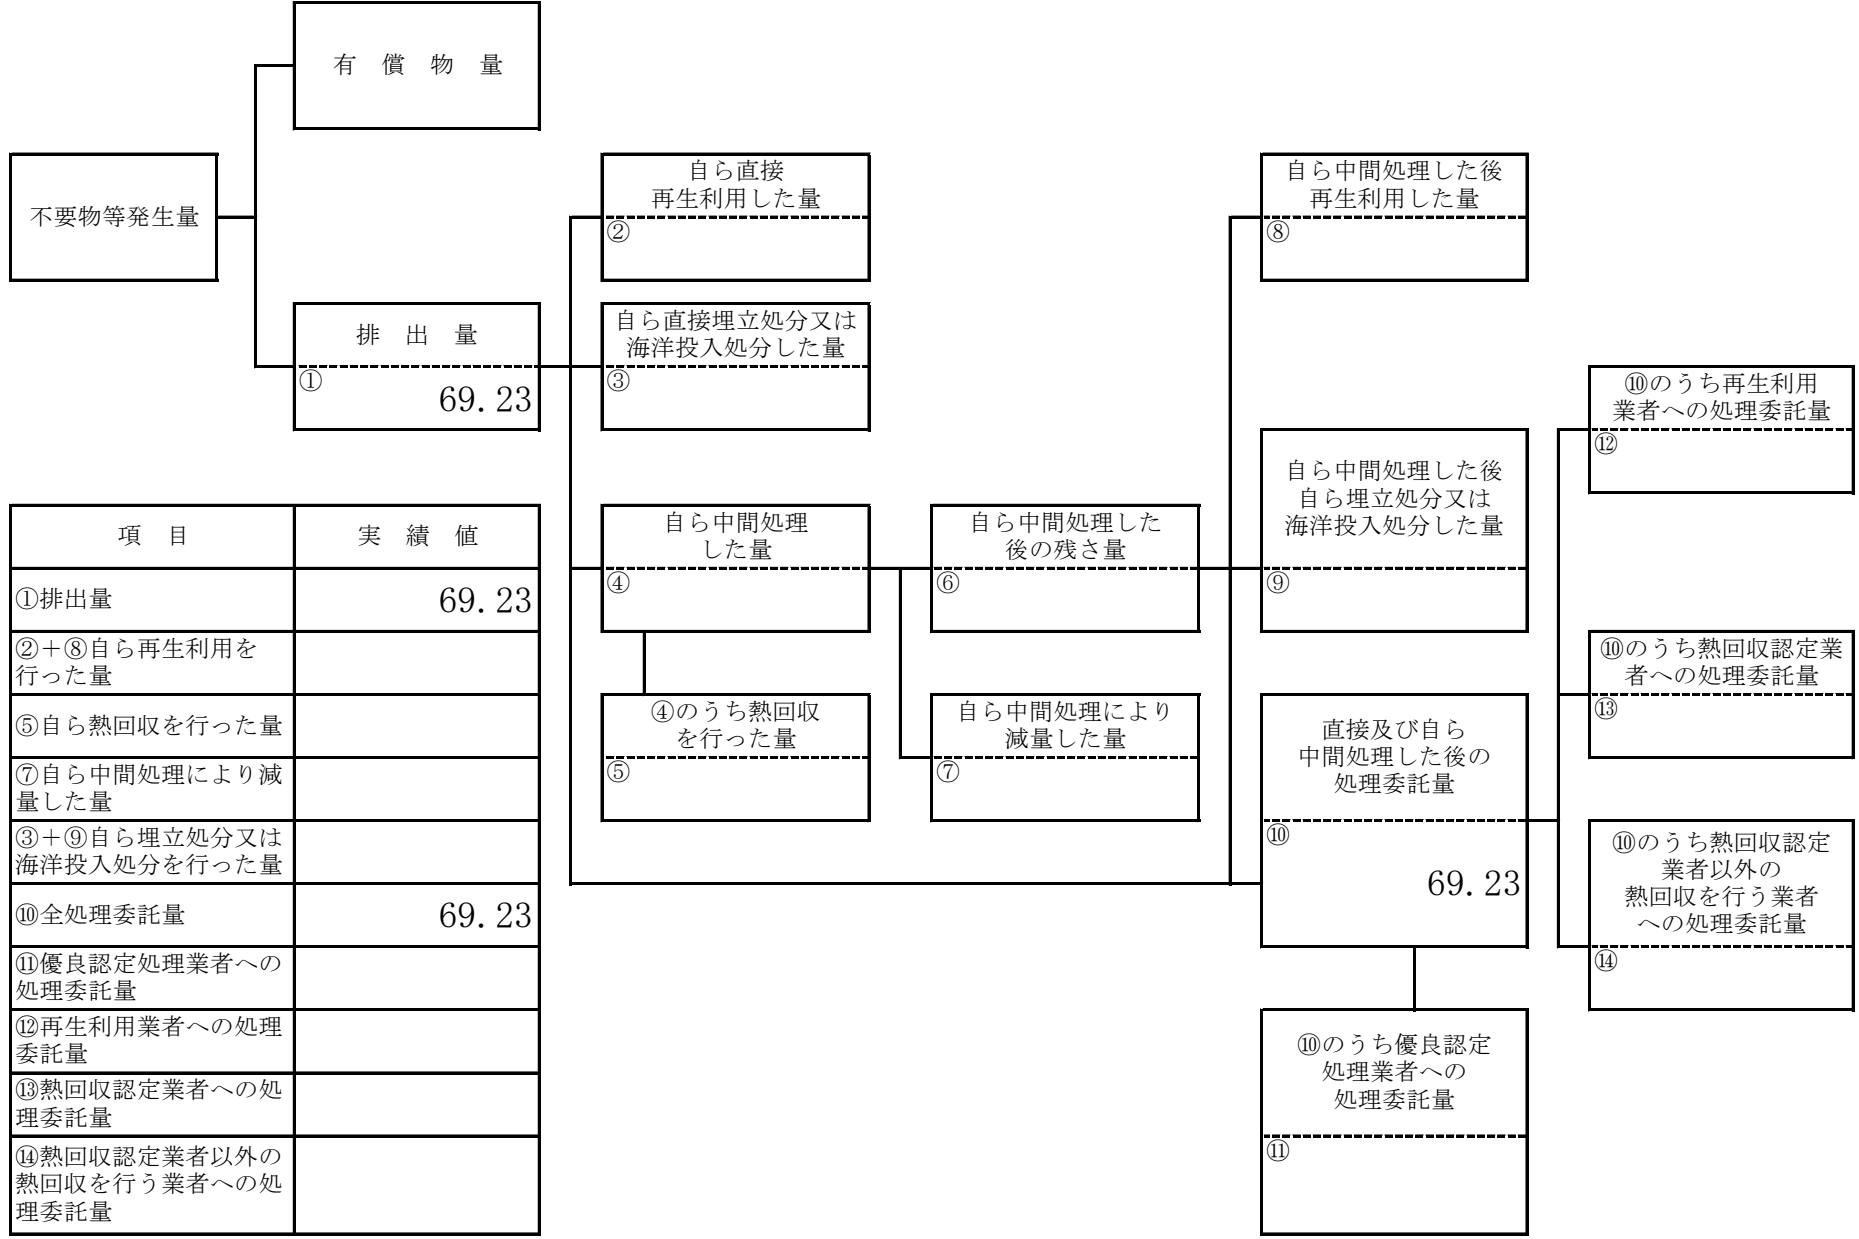 有償物量
不要物等発生量
排出量
①
69.23
自ら直接
再生利用した量
②
自ら直接埋立処分又は
海洋投入処分した量
③
自ら中間処理
した量
④
④のうち熱回収
を行った量
⑤
自ら中間処理した
後の残さ量
⑥
自ら中間処理により
減量した量
⑦
自ら中間処理した後
再生利用した量
⑧
自ら中間処理した後
自ら埋立処分又は
海洋投入処分した量
⑨
直接及び自ら
中間処理した後の
処理委託量
⑩
69.23
⑩のうち優良認定
処理業者への
処理委託量
⑪
⑩のうち再生利用
業者への処理委託量
⑫
⑩のうち熱回収認定業
者への処理委託量
⑬
⑩のうち熱回収認定
業者以外の
熱回収を行う業者
への処理委託量
⑭
項目 実績値
①排出量 69.23
②+⑧自ら再生利用を
行った量
⑤自ら熱回収を行った量
⑦自ら中間処理により減
量した量
③+⑨自ら埋立処分又は
海洋投入処分を行った量
⑩全処理委託量 69.23
⑪優良認定処理業者への
処理委託量
⑫再生利用業者への処理
委託量
⑬熱回収認定業者への処
理委託量
⑭熱回収認定業者以外の
熱回収を行う業者への処
理委託量